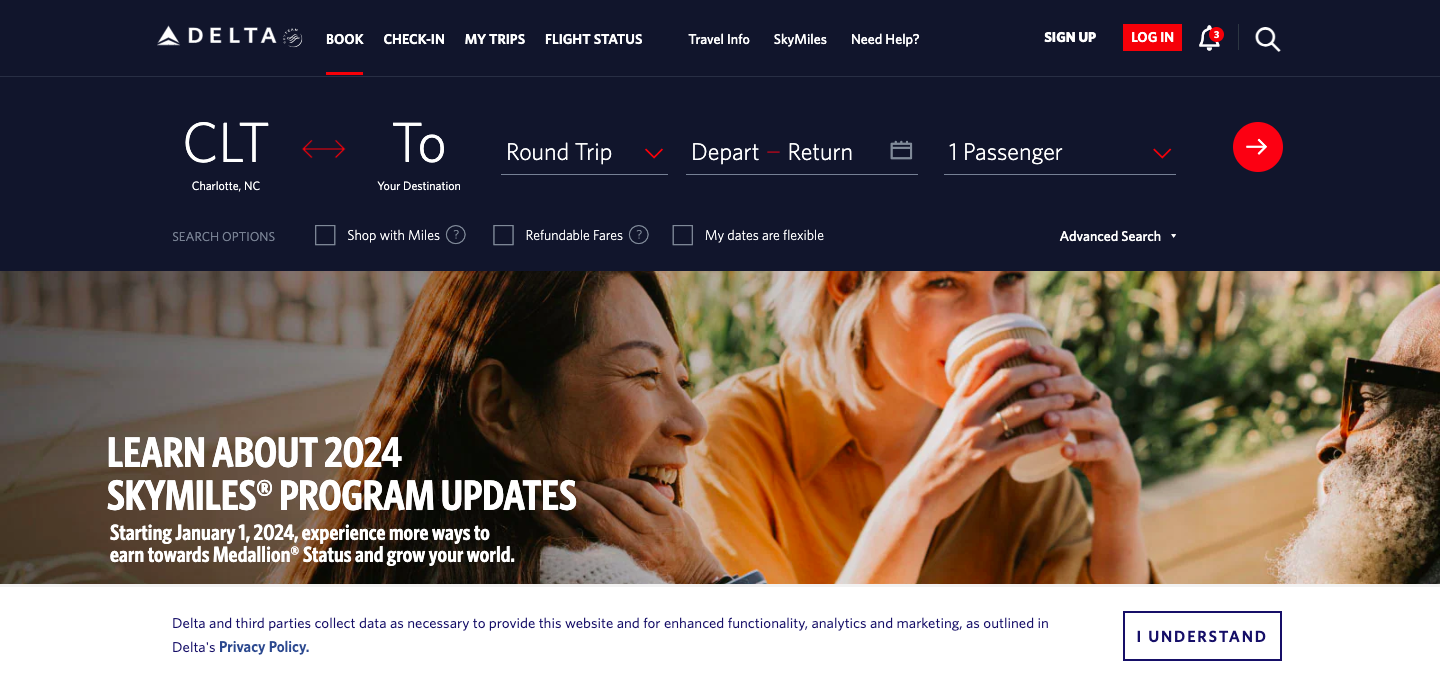 DELTA
BOOK
CHECK-IN
MY TRIPS
FLIGHT STATUS
Travel Info
SkyMiles
Need Help?
SIGN UP
LOG IN
3
CLT
Charlotte, NC
To
Your Destination
Round Trip
Depart — Return
1 Passenger
SEARCH OPTIONS
Shop with Miles ?
Refundable Fares ?
My dates are flexible
Advanced Search
LEARN ABOUT 2024
SKYMILES® PROGRAM UPDATES
Starting January 1, 2024, experience more ways to
earn towards Medallion® Status and grow your world.
Delta and third parties collect data as necessary to provide this website and for enhanced functionality, analytics and marketing, as outlined in
Delta's Privacy Policy.
I UNDERSTAND